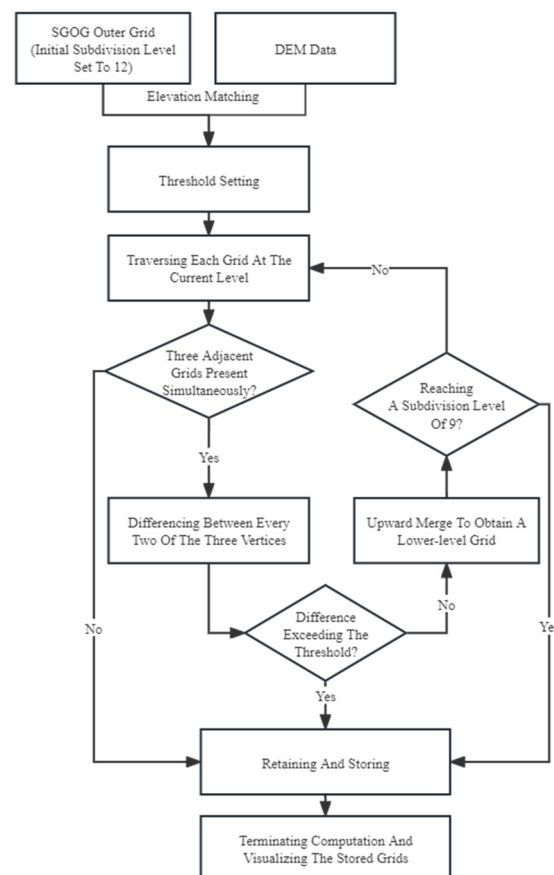 SGOG Outer Grid
(Initial Subdivision Level
Set To 12)
DEM Data
Elevation Matching
Threshold Setting
Traversing Each Grid At The
Current Level
No
Three Adjacent
Grids Present
Simultaneously?
Reaching
A Subdivision Level
Of 9?
Yes
Differencing Between Every
Two Of The Three Vertices
Upward Merge To Obtain A
Lower-level Grid
No
Difference
Exceeding The
Threshold?
No
Ye
Yes
Retaining And Storing
Terminating Computation And
Visualizing The Stored Grids